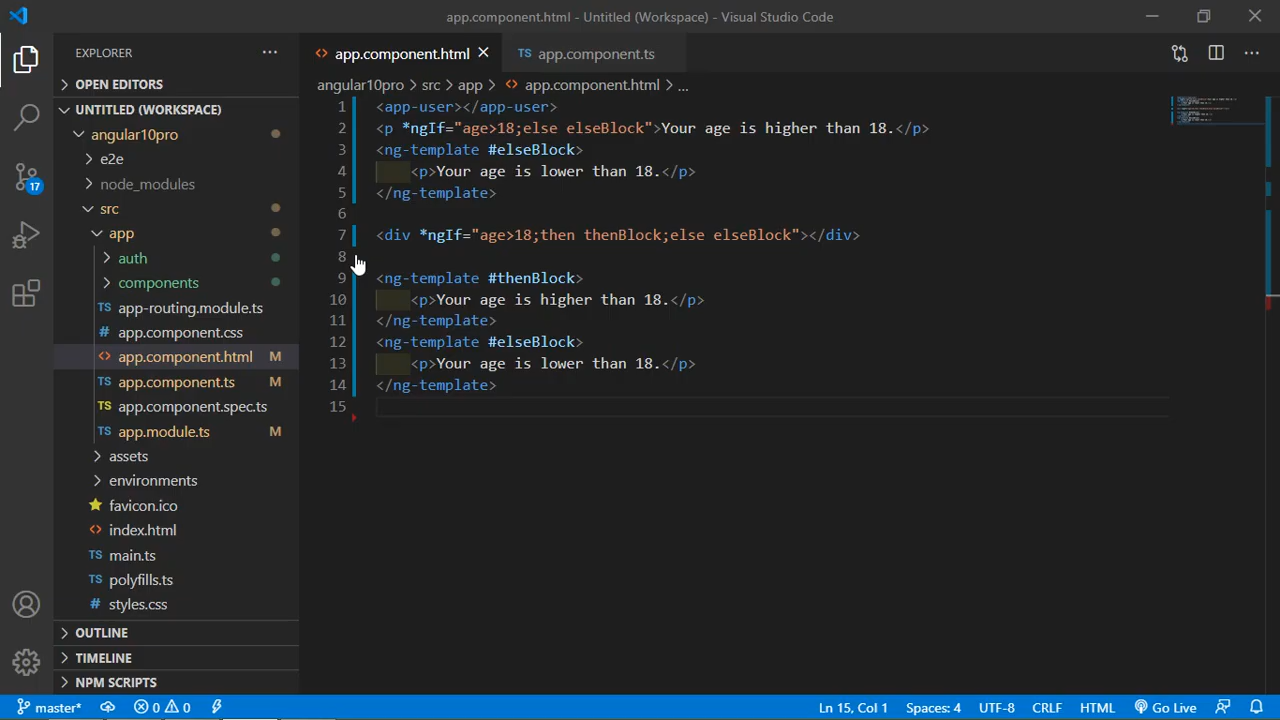 app.component.html - Untitled (Workspace) - Visual Studio Code
EXPLORER
app.component.html
TS app.component.ts
OPEN EDITORS
angular10pro > src > app > app.component.html > ...
UNTITLED (WORKSPACE)
angular10pro
e2e
node_modules
src
app
auth
components
TS app-routing.module.ts
# app.component.css
<> app.component.html M
TS app.component.ts M
TS app.component.spec.ts
TS app.module.ts M
assets
environments
favicon.ico
<> index.html
TS main.ts
TS polyfills.ts
# styles.css
OUTLINE
TIMELINE
NPM SCRIPTS
17
1 <app-user></app-user>
2 <p *ngIf="age>18;else elseBlock">Your age is higher than 18.</p>
3 <ng-template #elseBlock>
4 <p>Your age is lower than 18.</p>
5 </ng-template>
6
7 <div *ngIf="age>18;then thenBlock;else elseBlock"></div>
8
9 <ng-template #thenBlock>
10 <p>Your age is higher than 18.</p>
11 </ng-template>
12 <ng-template #elseBlock>
13 <p>Your age is lower than 18.</p>
14 </ng-template>
15
master* 0 0 Ln 15, Col 1 Spaces: 4 UTF-8 CRLF HTML Go Live